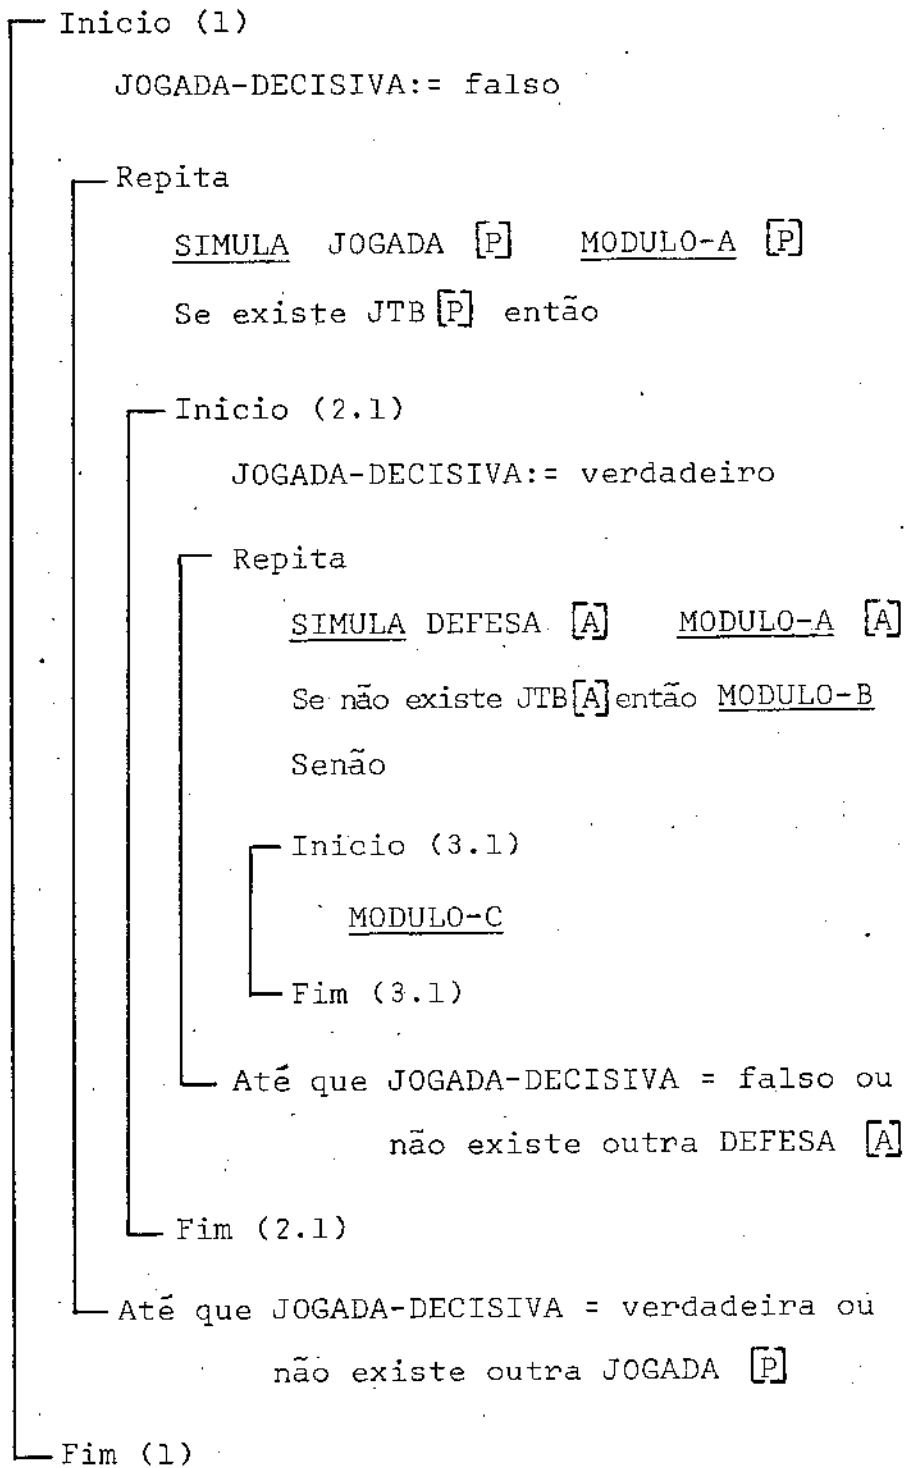 Inicio (1)
JOGADA-DECISIVA:= falso
Repita
SIMULA JOGADA [P] MODULO-A [P]
Se existe JTB [P] então
Inicio (2.1)
JOGADA-DECISIVA:= verdadeiro
Repita
SIMULA DEFESA [A] MODULO-A [A]
Se não existe JTB [A] então MODULO-B
Senão
Inicio (3.1)
MODULO-C
Fim (3.1)
Até que JOGADA-DECISIVA = falso ou
não existe outra DEFESA [A]
Fim (2.1)
Até que JOGADA-DECISIVA = verdadeira ou
não existe outra JOGADA [P]
Fim (1)